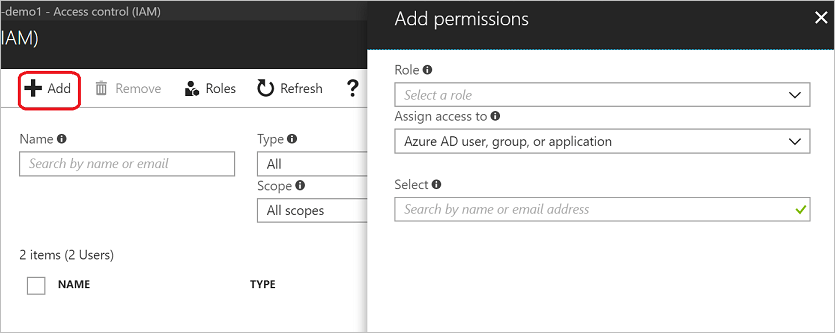 -demo1 - Access control (IAM)
(IAM)
Add
Remove
Roles
Refresh
?
Name
Search by name or email
Type
All
Scope
All scopes
2 items (2 Users)
NAME
TYPE
Add permissions
Role
Select a role
Assign access to
Azure AD user, group, or application
Select
Search by name or email address